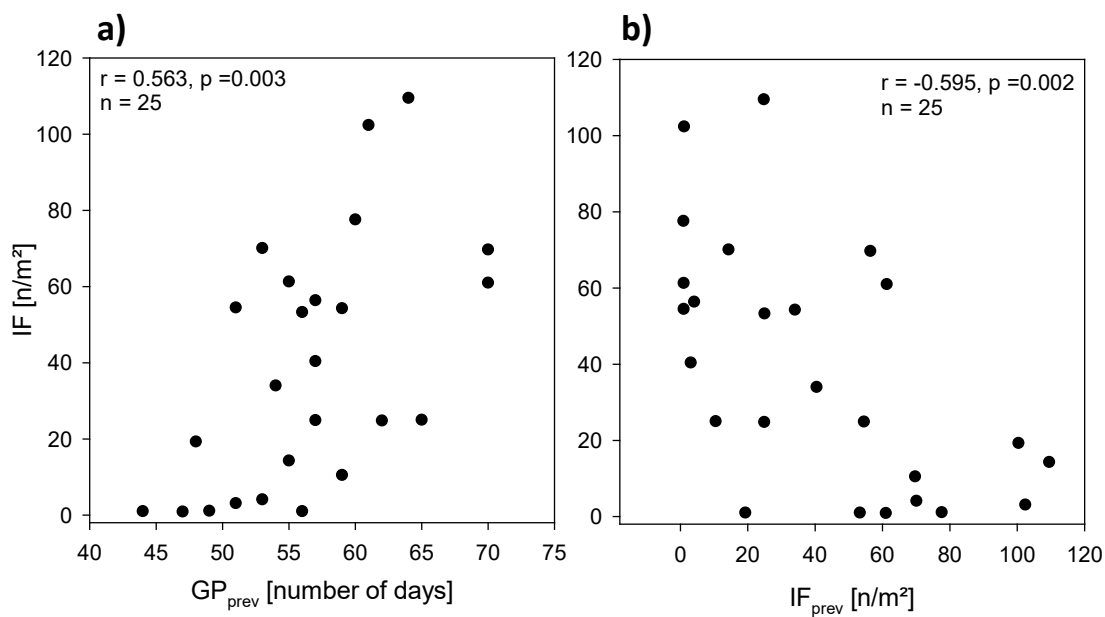 a)
r = 0.563, p =0.003
n = 25
IF [n/m²]
120
100
80
60
40
20
0
40 45 50 55 60 65 70 75
GPprev [number of days]
b)
r = -0.595, p =0.002
n = 25
120
100
80
60
40
20
0
0 20 40 60 80 100 120
IFprev [n/m²]